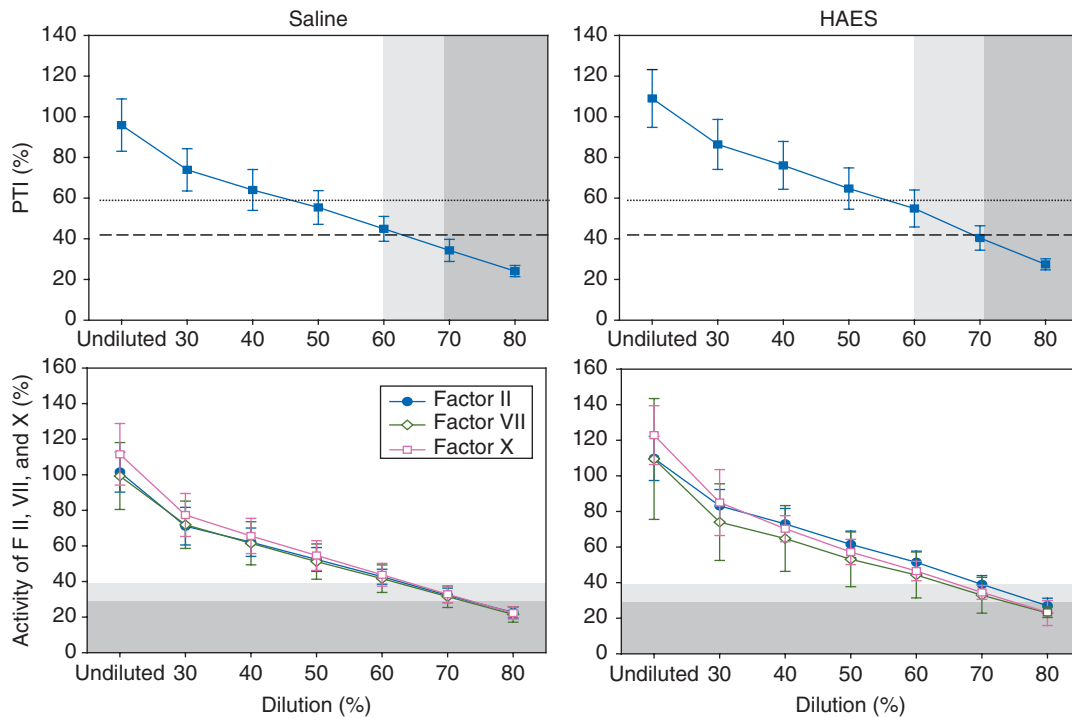 Saline
HAES
PTI (%)
140
120
100
80
60
40
20
0
Undiluted 30 40 50 60 70 80
140
120
100
80
60
40
20
0
Undiluted 30 40 50 60 70 80
Activity of F II, VII, and X (%)
160
140
120
100
80
60
40
20
0
Factor II
Factor VII
Factor X
Undiluted 30 40 50 60 70 80
Dilution (%)
160
140
120
100
80
60
40
20
0
Undiluted 30 40 50 60 70 80
Dilution (%)